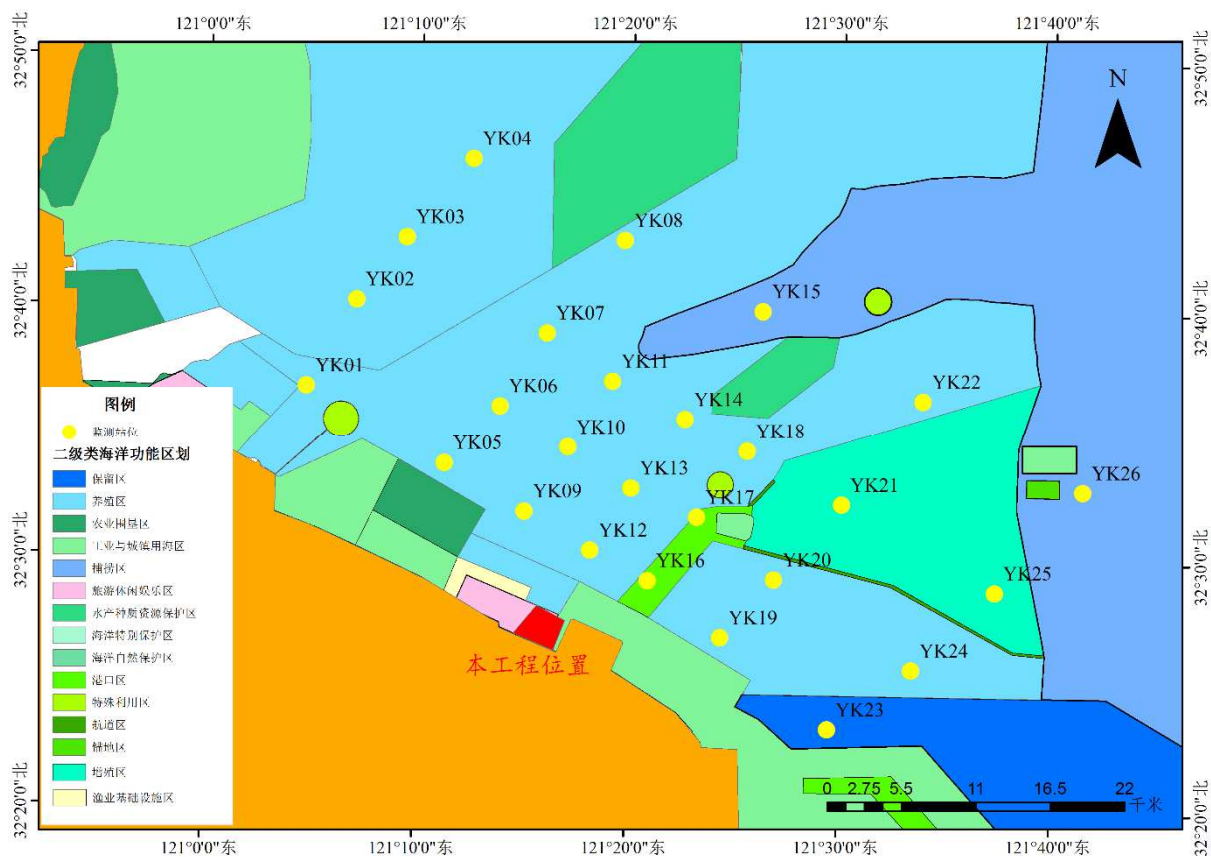 121°0'0"东 121°10'0"东 121°20'0"东 121°30'0"东 121°40'0"东
32°50'0"北
32°50'0"北
N
YK04
YK03
YK08
YK02
YK15
32°40'0"北
32°40'0"北
YK07
YK01
YK11
YK06
YK14
YK22
YK10
YK18
YK05
YK13
YK09
YK17
YK21
YK26
YK12
32°30'0"北
32°30'0"北
YK16
YK20
YK25
YK19
本工程位置
YK24
YK23
图例
监测站位
二级类海洋功能区划
保留区
养殖区
农业围垦区
工业与城镇用海区
捕捞区
旅游休闲娱乐区
水产种质资源保护区
海洋特别保护区
海洋自然保护区
港口区
特殊利用区
航道区
锚地区
增殖区
渔业基础设施区
0 2.75 5.5 11 16.5 22
千米
32°20'0"北
32°20'0"北
121°0'0"东 121°10'0"东 121°20'0"东 121°30'0"东 121°40'0"东